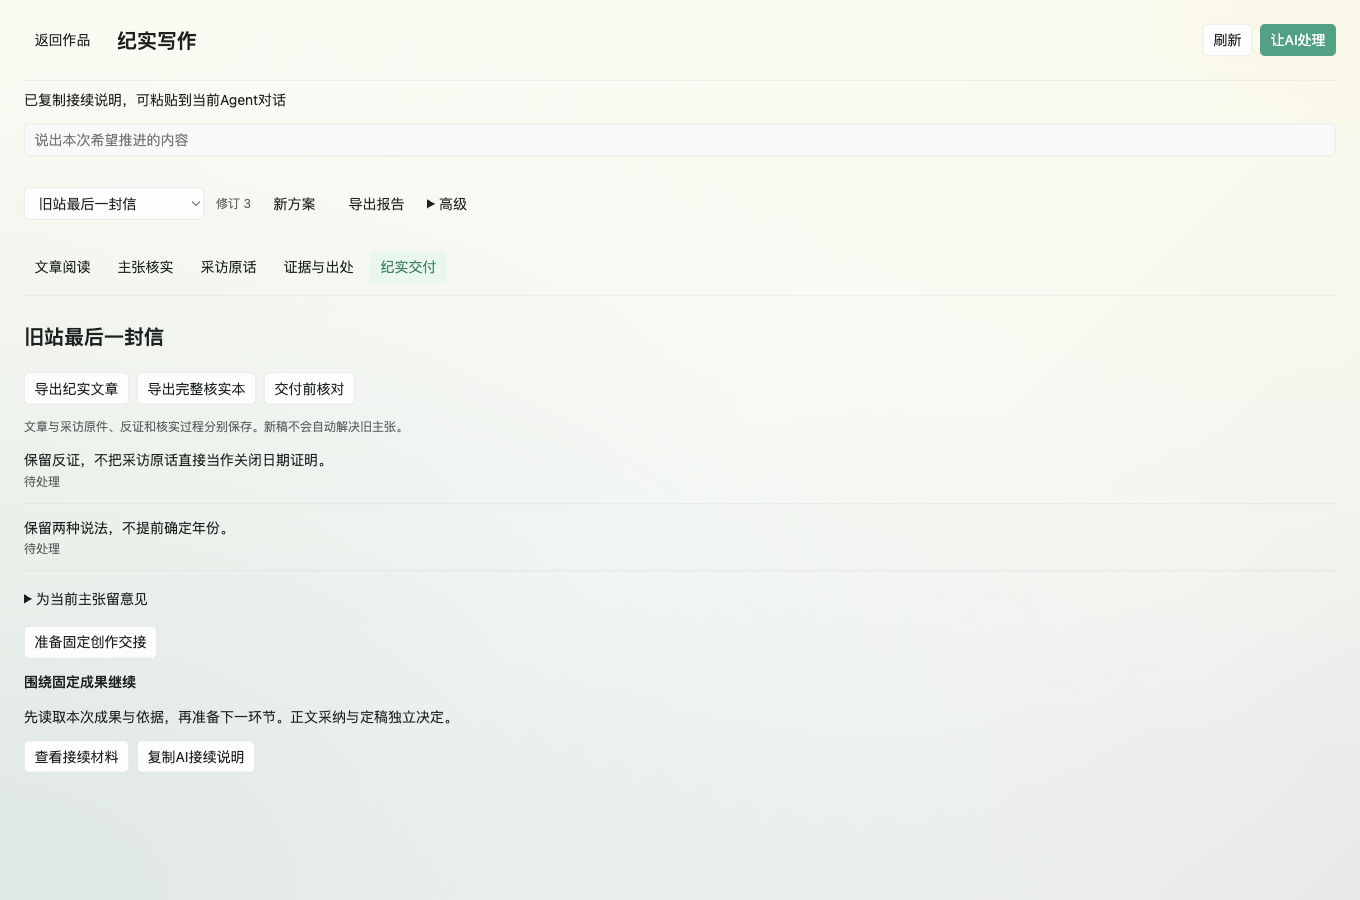 返回作品 纪实写作 刷新 让AI处理
已复制接续说明，可粘贴到当前Agent对话
说出本次希望推进的内容
旧站最后一封信 修订 3 新方案 导出报告 高级
文章阅读 主张核实 采访原话 证据与出处 纪实交付
旧站最后一封信
导出纪实文章 导出完整核实本 交付前核对
文章与采访原件、反证和核实过程分别保存。新稿不会自动解决旧主张。
保留反证，不把采访原话直接当作关闭日期证明。
待处理
保留两种说法，不提前确定年份。
待处理
为当前主张留意见
准备固定创作交接
围绕固定成果继续
先读取本次成果与依据，再准备下一环节。正文采纳与定稿独立决定。
查看接续材料 复制AI接续说明